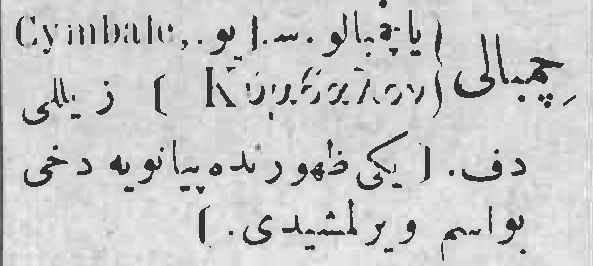 چمبالی (یا چمبالو. س. ا. یو. Cymbale,
Κύμβαλον) [ زیللی
دف. [ ایکی ظهورنده پیانویه دخی
بو اسم ویرلمشیدی. ]